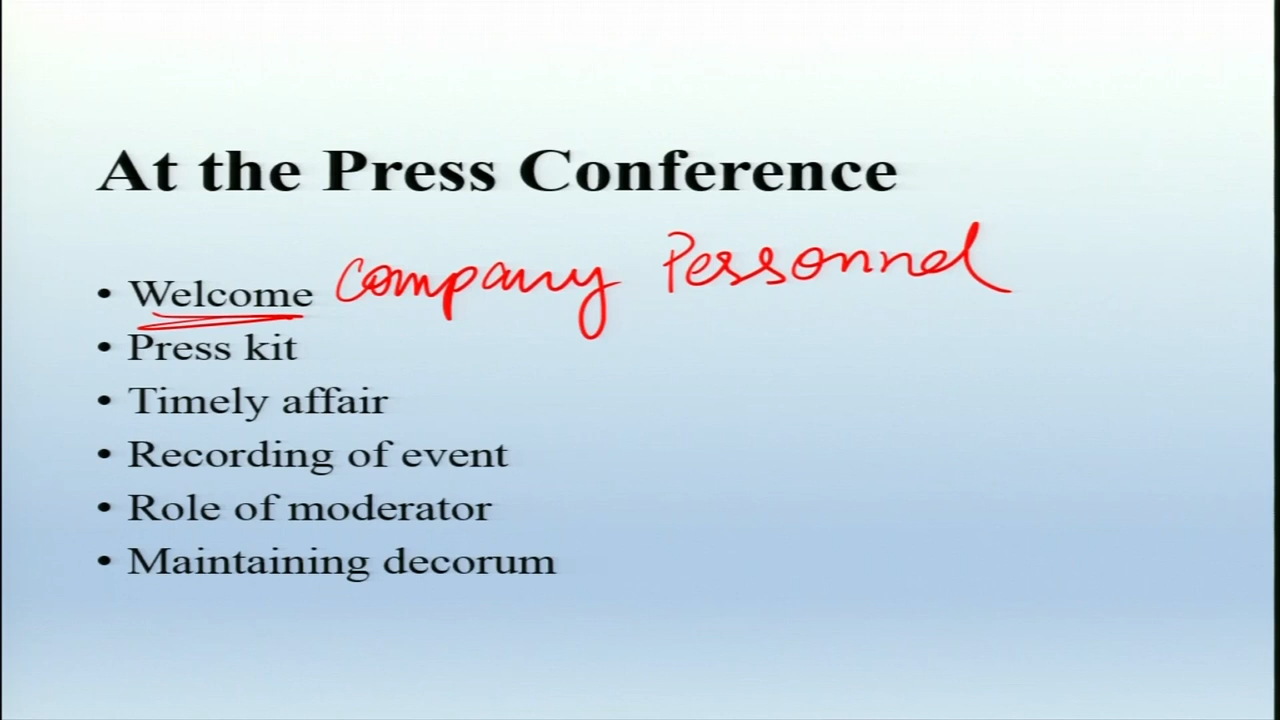 At the Press Conference
• Welcome Company Personnel
• Press kit
• Timely affair
• Recording of event
• Role of moderator
• Maintaining decorum